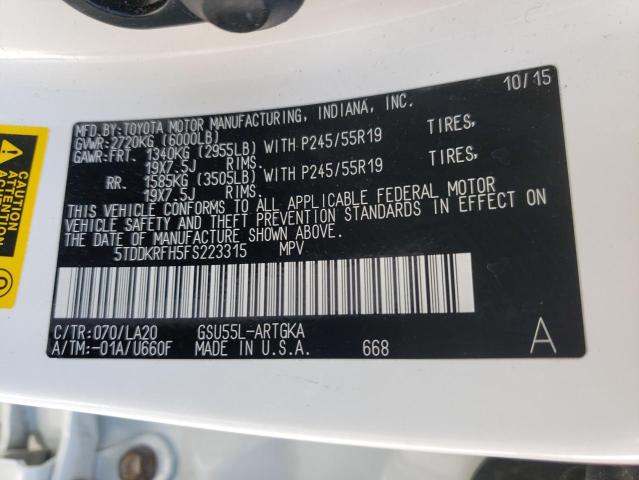 10/15
MFD.BY:TOYOTA MOTOR MANUFACTURING, INDIANA, INC.
GVWR:2720KG (6000LB)
GAWR:FRT. 1340KG (2955LB) WITH P245/55R19 TIRES,
19X7.5J RIMS.
RR. 1585KG (3505LB) WITH P245/55R19 TIRES,
19X7.5J RIMS.
THIS VEHICLE CONFORMS TO ALL APPLICABLE FEDERAL MOTOR
VEHICLE SAFETY AND THEFT PREVENTION STANDARDS IN EFFECT ON
THE DATE OF MANUFACTURE SHOWN ABOVE.
5TDDKRFH5FS223315 MPV
C/TR:070/LA20 GSU55L-ARTGKA
A/TM:-01A/U660F MADE IN U.S.A. 668 A
CAUTION
ATTENTION